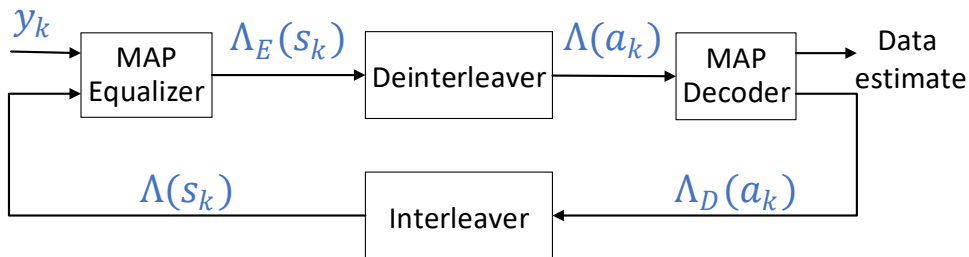 y_k
MAP
Equalizer
Λ_E(s_k)
Deinterleaver
Λ(a_k)
MAP
Decoder
Data
estimate
Λ(s_k)
Interleaver
Λ_D(a_k)